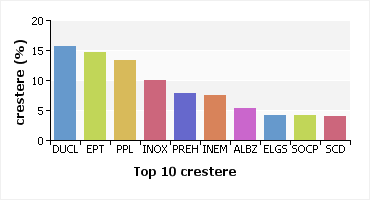 crestere (%)
20
15
10
5
0
DUCL EPT PPL INOX PREH INEM ALBZ ELGS SOCP SCD
Top 10 crestere